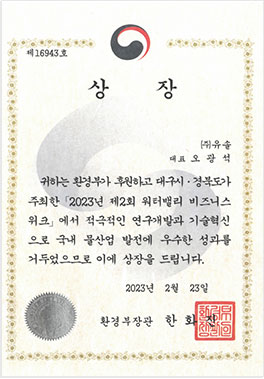 제 16943 호
상 장
(주)유솔
대표 오 광 석
귀하는 환경부가 후원하고 대구시·경북도가
주최한 「2023년 제2회 워터밸리 비즈니스
위크」에서 적극적인 연구개발과 기술혁신
으로 국내 물산업 발전에 우수한 성과를
거두었으므로 이에 상장을 드립니다.
2023년 2월 23일
환경부장관 한 화 진